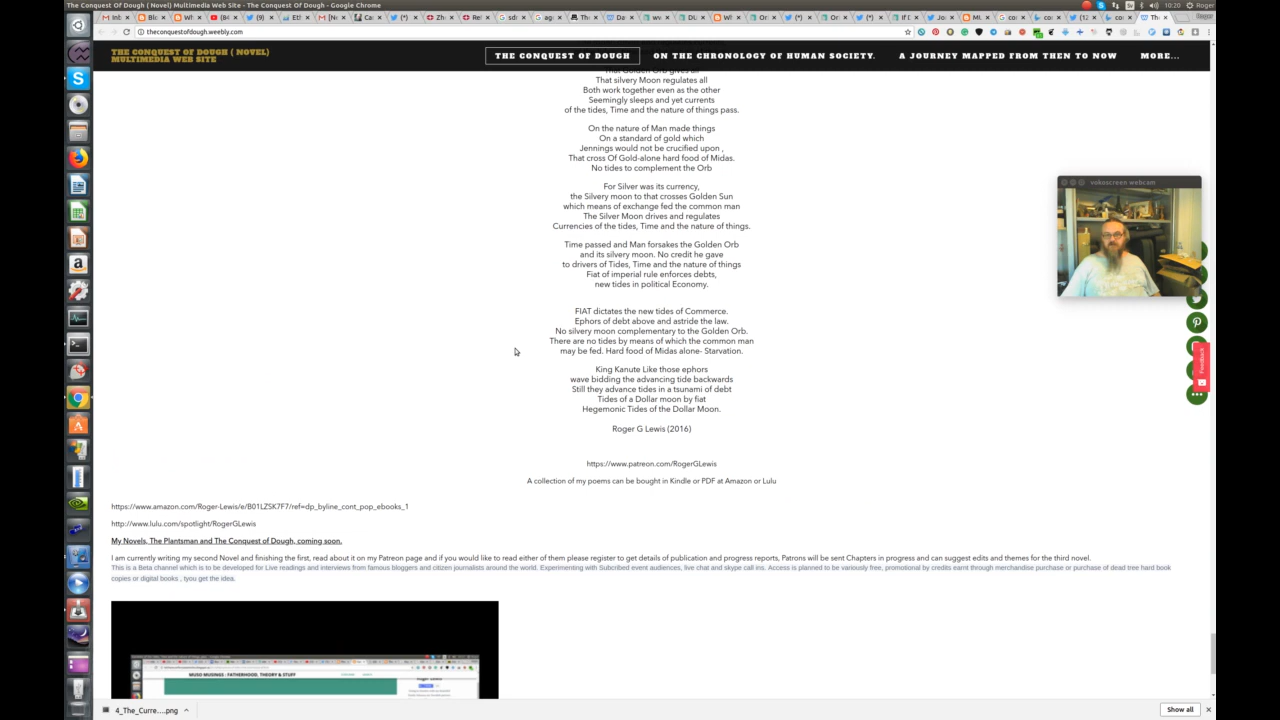 The Conquest Of Dough ( Novel) Multimedia Web Site - The Conquest Of Dough - Google Chrome
10:20
Roger
Roger
theconquestofdough.weebly.com
THE CONQUEST OF DOUGH ( NOVEL)
MULTIMEDIA WEB SITE
THE CONQUEST OF DOUGH
ON THE CHRONOLOGY OF HUMAN SOCIETY.
A JOURNEY MAPPED FROM THEN TO NOW
MORE...
That Golden Orb gives all
That silvery Moon regulates all
Both work together even as the other
Seemingly sleeps and yet currents
of the tides, Time and the nature of things pass.
On the nature of Man made things
On a standard of gold which
Jennings would not be crucified upon ,
That cross Of Gold-alone hard food of Midas.
No tides to complement the Orb
For Silver was its currency,
the Silvery moon to that crosses Golden Sun
which means of exchange fed the common man
The Silver Moon drives and regulates
Currencies of the tides, Time and the nature of things.
Time passed and Man forsakes the Golden Orb
and its silvery moon. No credit he gave
to drivers of Tides, Time and the nature of things
Fiat of imperial rule enforces debts,
new tides in political Economy.
FIAT dictates the new tides of Commerce.
Ephors of debt above and astride the law.
No silvery moon complementary to the Golden Orb.
There are no tides by means of which the common man
may be fed. Hard food of Midas alone- Starvation.
King Kanute Like those ephors
wave bidding the advancing tide backwards
Still they advance tides in a tsunami of debt
Tides of a Dollar moon by fiat
Hegemonic Tides of the Dollar Moon.
Roger G Lewis (2016)
https://www.patreon.com/RogerGLewis
A collection of my poems can be bought in Kindle or PDF at Amazon or Lulu
https://www.amazon.com/Roger-Lewis/e/B01LZSK7F7/ref=dp_byline_cont_pop_ebooks_1
http://www.lulu.com/spotlight/RogerGLewis
My Novels, The Plantsman and The Conquest of Dough, coming soon.
I am currently writing my second Novel and finishing the first, read about it on my Patreon page and if you would like to read either of them please register to get details of publication and progress reports, Patrons will be sent Chapters in progress and can suggest edits and themes for the third novel.
This is a Beta channel which is to be developed for Live readings and interviews from famous bloggers and citizen journalists around the world. Experimenting with Subcribed event audiences, live chat and skype call ins. Access is planned to be variously free, promotional by credits earnt through merchandise purchase or purchase of dead tree hard book
copies or digital books , tyou get the idea.
vokoscreen webcam
Feedback
MUSO MUSINGS : FATHERHOOD, THEORY & STUFF
4_The_Curre....png
Show all